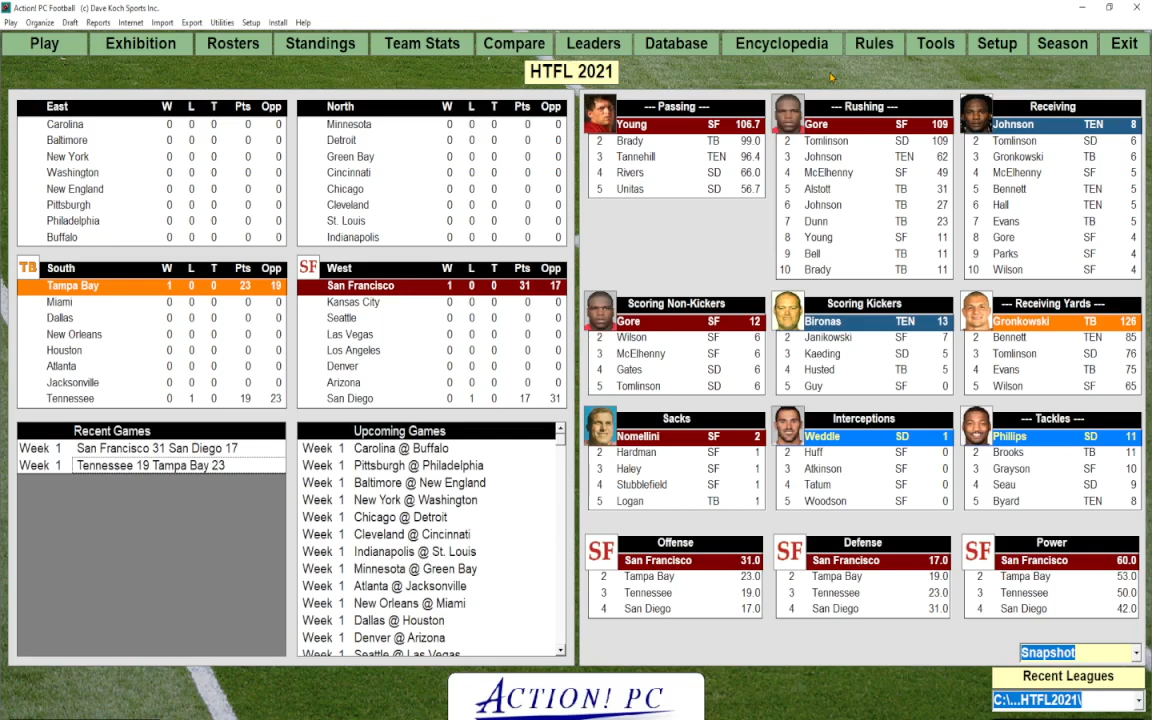 Action! PC Football (c) Dave Koch Sports Inc.
Play Organize Draft Reports Internet Import Export Utilities Setup Install Help
Play Exhibition Rosters Standings Team Stats Compare Leaders Database Encyclopedia Rules Tools Setup Season Exit
HTFL 2021
East W L T Pts Opp
Carolina 0 0 0 0 0
Baltimore 0 0 0 0 0
New York 0 0 0 0 0
Washington 0 0 0 0 0
New England 0 0 0 0 0
Pittsburgh 0 0 0 0 0
Philadelphia 0 0 0 0 0
Buffalo 0 0 0 0 0
North W L T Pts Opp
Minnesota 0 0 0 0 0
Detroit 0 0 0 0 0
Green Bay 0 0 0 0 0
Cincinnati 0 0 0 0 0
Chicago 0 0 0 0 0
Cleveland 0 0 0 0 0
St. Louis 0 0 0 0 0
Indianapolis 0 0 0 0 0
TB South W L T Pts Opp
Tampa Bay 1 0 0 23 19
Miami 0 0 0 0 0
Dallas 0 0 0 0 0
New Orleans 0 0 0 0 0
Houston 0 0 0 0 0
Atlanta 0 0 0 0 0
Jacksonville 0 0 0 0 0
Tennessee 0 1 0 19 23
SF West W L T Pts Opp
San Francisco 1 0 0 31 17
Kansas City 0 0 0 0 0
Seattle 0 0 0 0 0
Las Vegas 0 0 0 0 0
Los Angeles 0 0 0 0 0
Denver 0 0 0 0 0
Arizona 0 0 0 0 0
San Diego 0 1 0 17 31
Recent Games
Week 1 San Francisco 31 San Diego 17
Week 1 Tennessee 19 Tampa Bay 23
Upcoming Games
Week 1 Carolina @ Buffalo
Week 1 Pittsburgh @ Philadelphia
Week 1 Baltimore @ New England
Week 1 New York @ Washington
Week 1 Chicago @ Detroit
Week 1 Cleveland @ Cincinnati
Week 1 Indianapolis @ St. Louis
Week 1 Minnesota @ Green Bay
Week 1 Atlanta @ Jacksonville
Week 1 New Orleans @ Miami
Week 1 Dallas @ Houston
Week 1 Denver @ Arizona
Week 1 Seattle @ Las Vegas
--- Passing ---
Young SF 106.7
2 Brady TB 99.0
3 Tannehill TEN 96.4
4 Rivers SD 66.0
5 Unitas SD 56.7
--- Rushing ---
Gore SF 109
2 Tomlinson SD 109
3 Johnson TEN 62
4 McElhenny SF 49
5 Alstott TB 31
6 Johnson TB 27
7 Dunn TB 23
8 Young SF 11
9 Bell TB 11
10 Brady TB 11
Receiving
Johnson TEN 8
2 Tomlinson SD 6
3 Gronkowski TB 6
4 McElhenny SF 5
5 Bennett TEN 5
6 Hall TEN 5
7 Evans TB 5
8 Gore SF 4
9 Parks SF 4
10 Wilson SF 4
Scoring Non-Kickers
Gore SF 12
2 Wilson SF 6
3 McElhenny SF 6
4 Gates SD 6
5 Tomlinson SD 6
Scoring Kickers
Bironas TEN 13
2 Janikowski SF 7
3 Kaeding SD 5
4 Husted TB 5
5 Guy SF 0
--- Receiving Yards ---
Gronkowski TB 126
2 Bennett TEN 85
3 Tomlinson SD 76
4 Evans TB 75
5 Wilson SF 65
Sacks
Nomellini SF 2
2 Hardman SF 1
3 Haley SF 1
4 Stubblefield SF 1
5 Logan TB 1
Interceptions
Weddle SD 1
2 Huff SF 0
3 Atkinson SF 0
4 Tatum SF 0
5 Woodson SF 0
--- Tackles ---
Phillips SD 11
2 Brooks TB 11
3 Grayson SF 10
4 Seau SD 9
5 Byard TEN 8
SF Offense
San Francisco 31.0
2 Tampa Bay 23.0
3 Tennessee 19.0
4 San Diego 17.0
SF Defense
San Francisco 17.0
2 Tampa Bay 19.0
3 Tennessee 23.0
4 San Diego 31.0
SF Power
San Francisco 60.0
2 Tampa Bay 53.0
3 Tennessee 50.0
4 San Diego 42.0
Snapshot
Recent Leagues
C:\...HTFL2021\
ACTION! PC